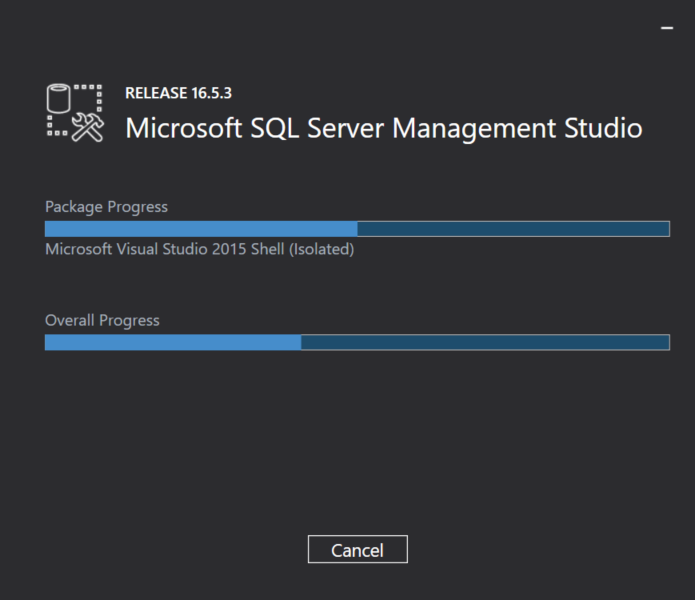 RELEASE 16.5.3
Microsoft SQL Server Management Studio
Package Progress
Microsoft Visual Studio 2015 Shell (Isolated)
Overall Progress
Cancel